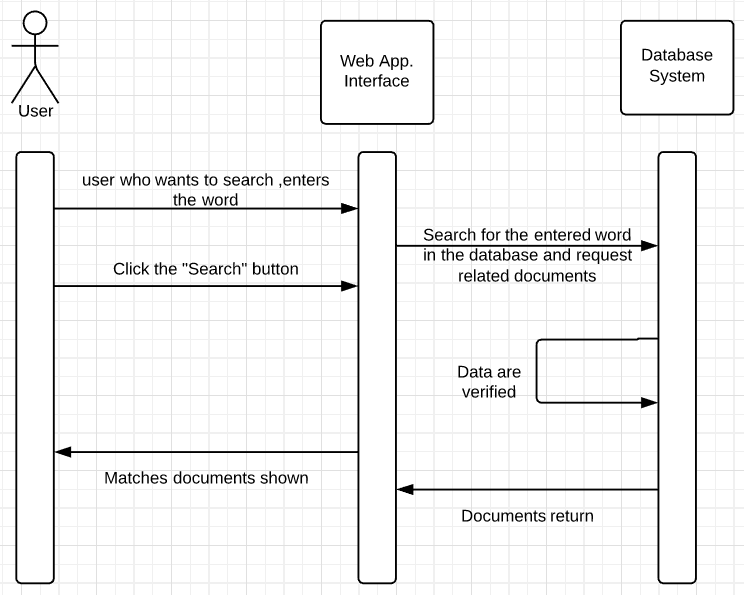 User
Web App.
Interface
Database
System
user who wants to search ,enters
the word
Search for the entered word
in the database and request
related documents
Click the "Search" button
Data are
verified
Matches documents shown
Documents return